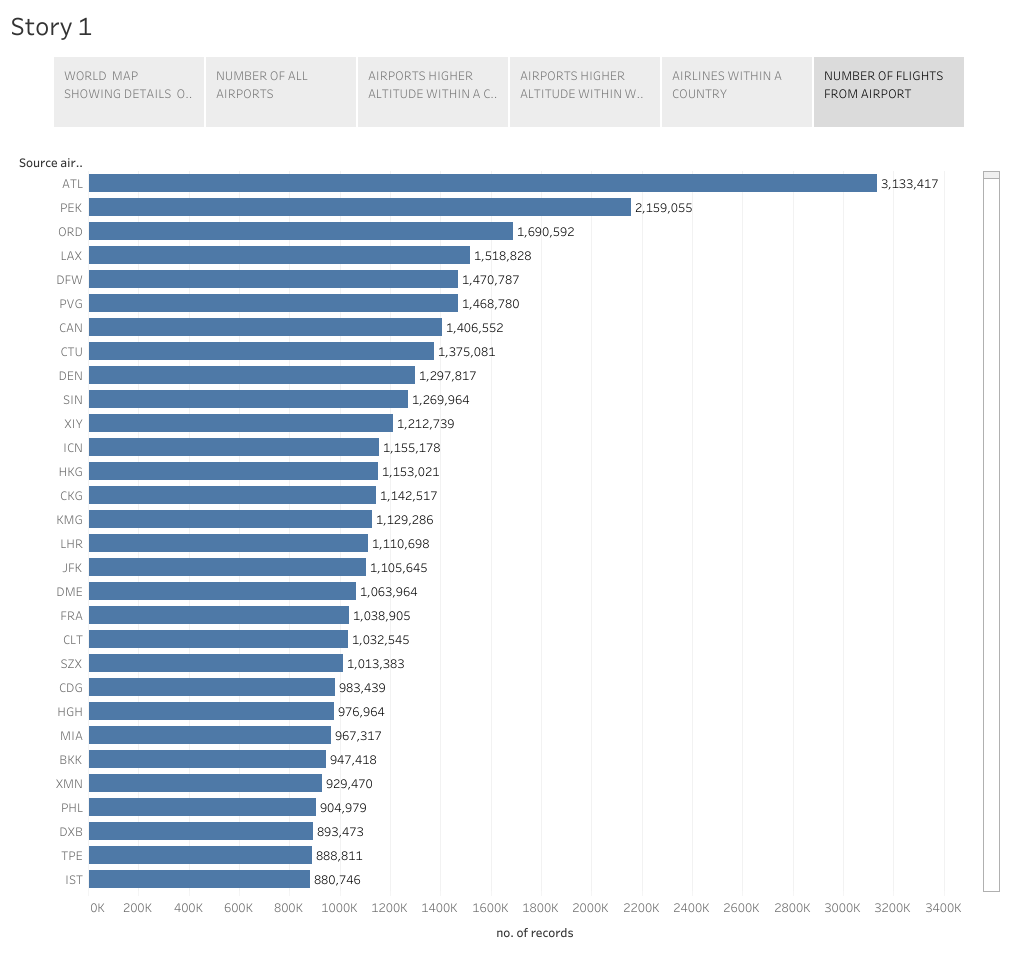 Story 1
WORLD MAP
SHOWING DETAILS O..
NUMBER OF ALL
AIRPORTS
AIRPORTS HIGHER
ALTITUDE WITHIN A C..
AIRPORTS HIGHER
ALTITUDE WITHIN W..
AIRLINES WITHIN A
COUNTRY
NUMBER OF FLIGHTS
FROM AIRPORT
Source air..
ATL 3,133,417
PEK 2,159,055
ORD 1,690,592
LAX 1,518,828
DFW 1,470,787
PVG 1,468,780
CAN 1,406,552
CTU 1,375,081
DEN 1,297,817
SIN 1,269,964
XIY 1,212,739
ICN 1,155,178
HKG 1,153,021
CKG 1,142,517
KMG 1,129,286
LHR 1,110,698
JFK 1,105,645
DME 1,063,964
FRA 1,038,905
CLT 1,032,545
SZX 1,013,383
CDG 983,439
HGH 976,964
MIA 967,317
BKK 947,418
XMN 929,470
PHL 904,979
DXB 893,473
TPE 888,811
IST 880,746
0K 200K 400K 600K 800K 1000K 1200K 1400K 1600K 1800K 2000K 2200K 2400K 2600K 2800K 3000K 3200K 3400K
no. of records